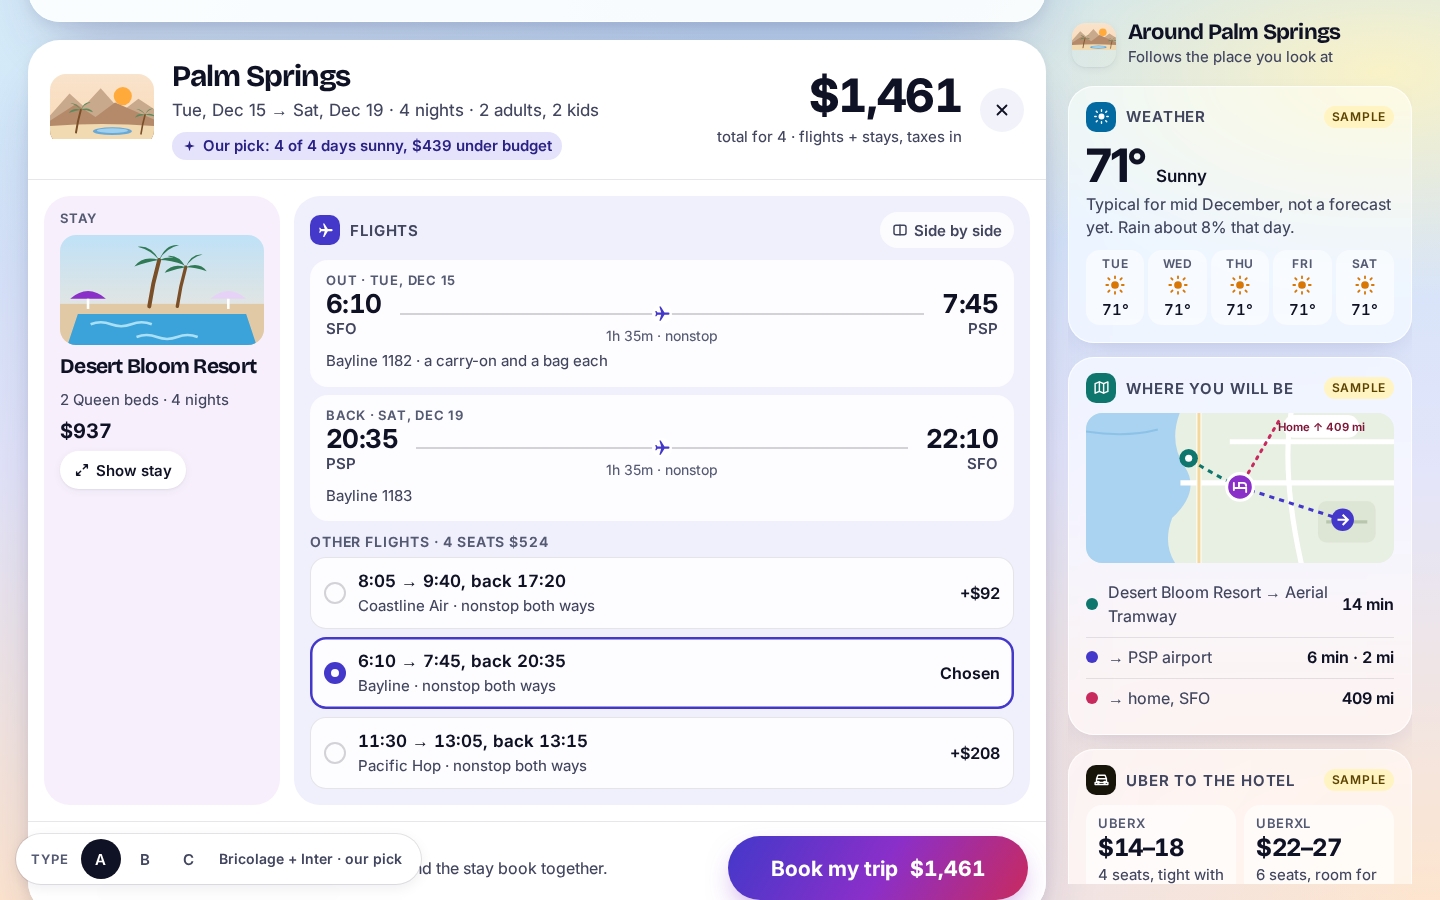 Palm Springs
Tue, Dec 15 → Sat, Dec 19 · 4 nights · 2 adults, 2 kids
Our pick: 4 of 4 days sunny, $439 under budget
$1,461
total for 4 · flights + stays, taxes in
STAY
Desert Bloom Resort
2 Queen beds · 4 nights
$937
Show stay
FLIGHTS
Side by side
OUT · TUE, DEC 15
6:10
7:45
SFO
PSP
1h 35m · nonstop
Bayline 1182 · a carry-on and a bag each
BACK · SAT, DEC 19
20:35
22:10
PSP
SFO
1h 35m · nonstop
Bayline 1183
OTHER FLIGHTS · 4 SEATS $524
8:05 → 9:40, back 17:20
Coastline Air · nonstop both ways
+$92
6:10 → 7:45, back 20:35
Bayline · nonstop both ways
Chosen
11:30 → 13:05, back 13:15
Pacific Hop · nonstop both ways
+$208
TYPE A B C Bricolage + Inter · our pick
the stay book together.
Book my trip $1,461
Around Palm Springs
Follows the place you look at
WEATHER
SAMPLE
71° Sunny
Typical for mid December, not a forecast
yet. Rain about 8% that day.
TUE WED THU FRI SAT
71° 71° 71° 71° 71°
WHERE YOU WILL BE
SAMPLE
Home ↑ 409 mi
Desert Bloom Resort → Aerial
Tramway
14 min
→ PSP airport
6 min · 2 mi
→ home, SFO
409 mi
UBER TO THE HOTEL
SAMPLE
UBERX
$14–18
4 seats, tight with
UBERXL
$22–27
6 seats, room for